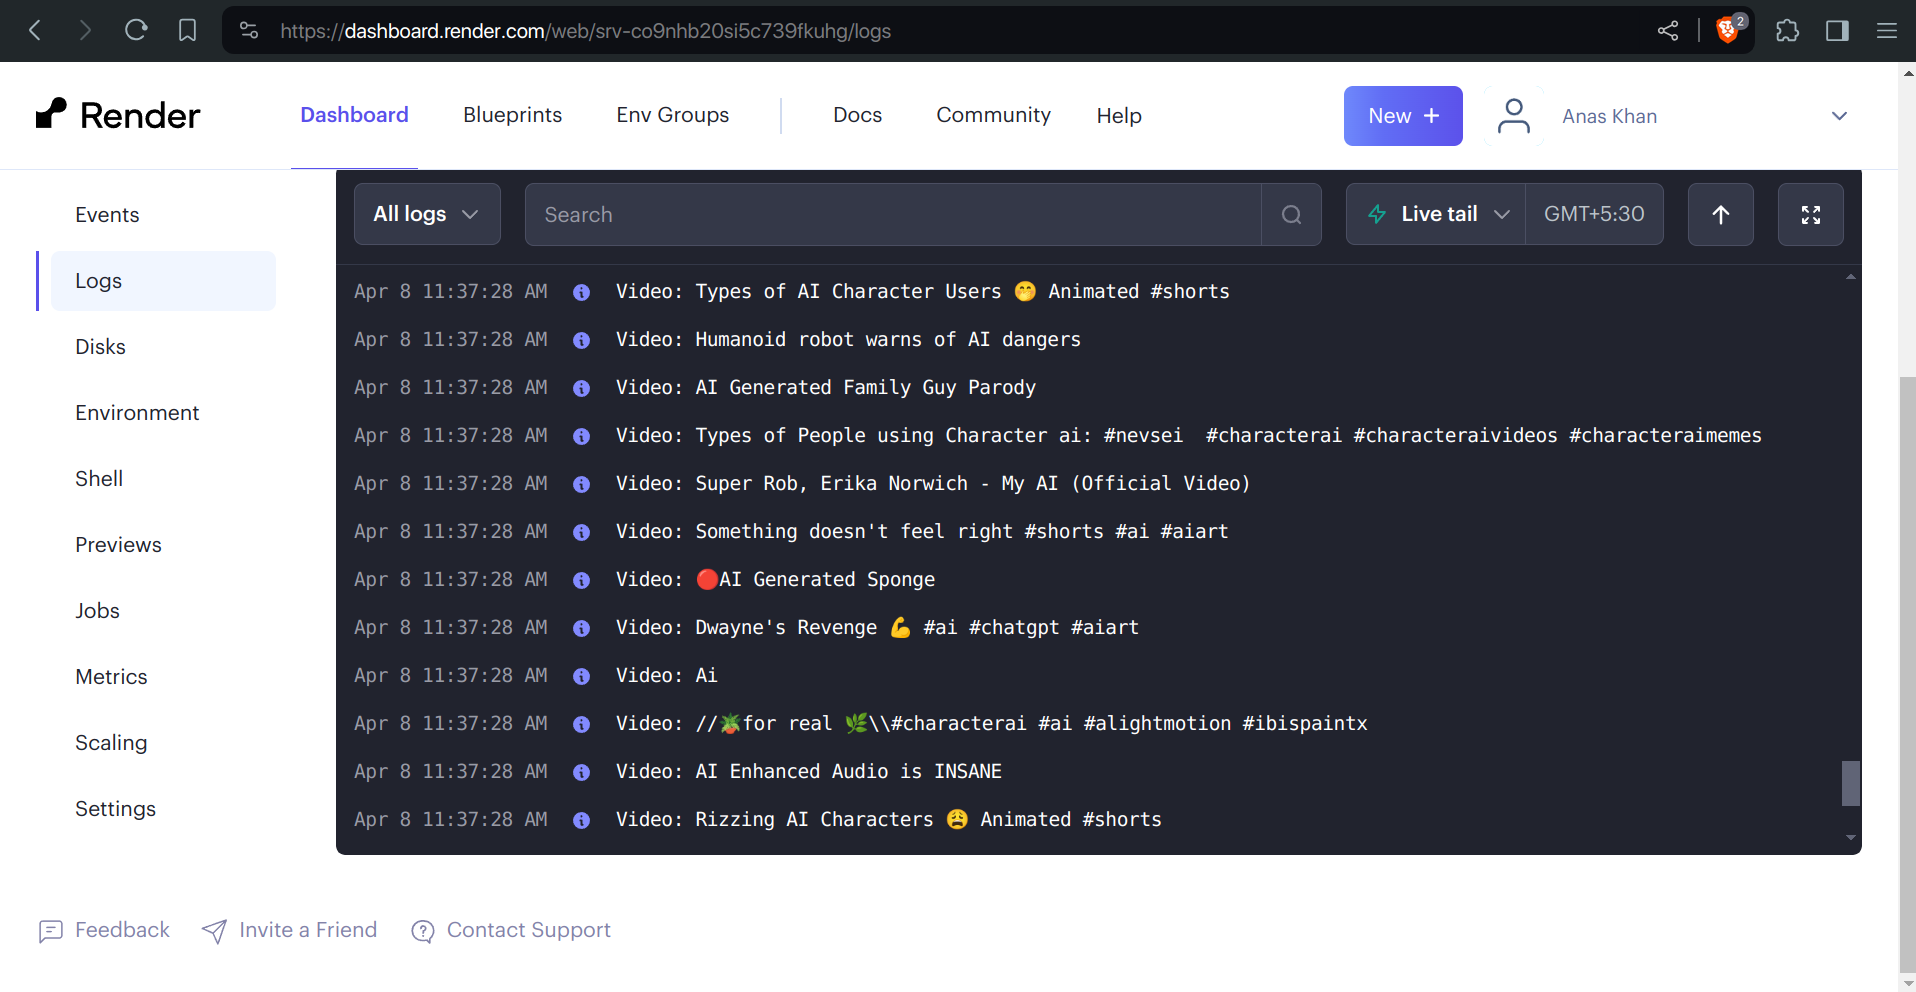 https://dashboard.render.com/web/srv-co9nhb20si5c739fkuhg/logs
2
Render
Dashboard
Blueprints
Env Groups
Docs
Community
Help
New +
Anas Khan
Events
Logs
Disks
Environment
Shell
Previews
Jobs
Metrics
Scaling
Settings
All logs
Search
Live tail
GMT+5:30
Apr 8 11:37:28 AM Video: Types of AI Character Users 🤭 Animated #shorts
Apr 8 11:37:28 AM Video: Humanoid robot warns of AI dangers
Apr 8 11:37:28 AM Video: AI Generated Family Guy Parody
Apr 8 11:37:28 AM Video: Types of People using Character ai: #nevsei  #characterai #characteraivideos #characteraimemes
Apr 8 11:37:28 AM Video: Super Rob, Erika Norwich - My AI (Official Video)
Apr 8 11:37:28 AM Video: Something doesn't feel right #shorts #ai #aiart
Apr 8 11:37:28 AM Video: 🔴AI Generated Sponge
Apr 8 11:37:28 AM Video: Dwayne's Revenge 💪 #ai #chatgpt #aiart
Apr 8 11:37:28 AM Video: Ai
Apr 8 11:37:28 AM Video: //🪴for real 🌿\\#characterai #ai #alightmotion #ibispaintx
Apr 8 11:37:28 AM Video: AI Enhanced Audio is INSANE
Apr 8 11:37:28 AM Video: Rizzing AI Characters 😩 Animated #shorts
Feedback
Invite a Friend
Contact Support